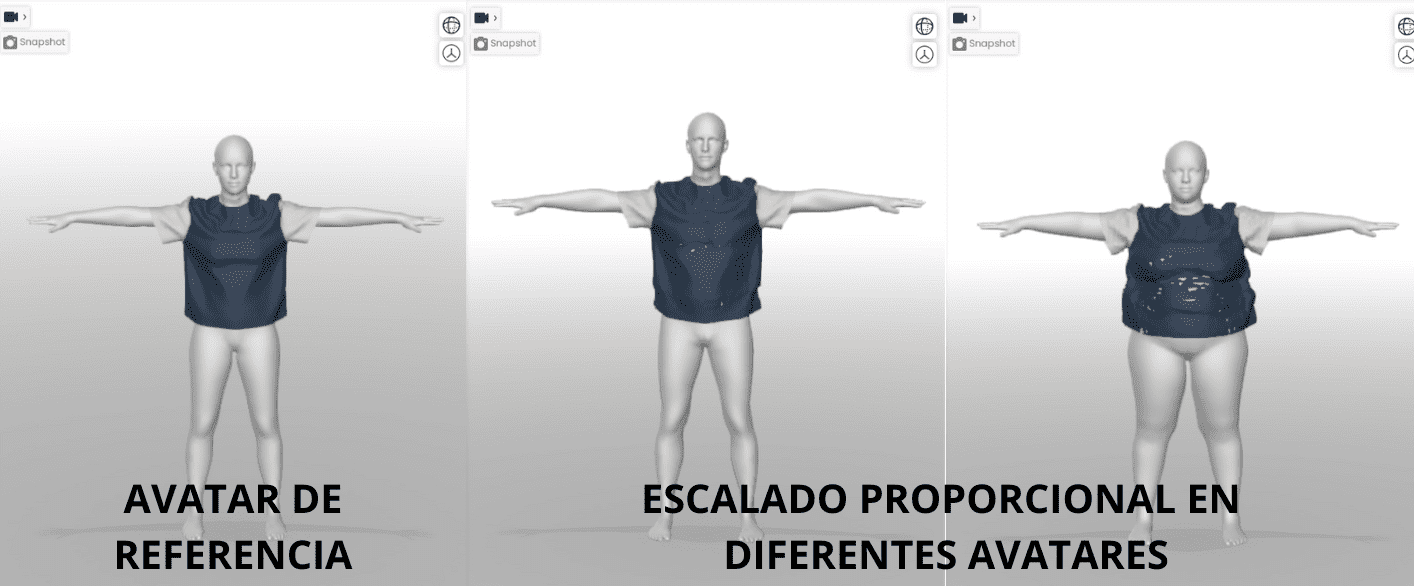 Snapshot
Snapshot
Snapshot
AVATAR DE
REFERENCIA
ESCALADO PROPORCIONAL EN
DIFERENTES AVATARES